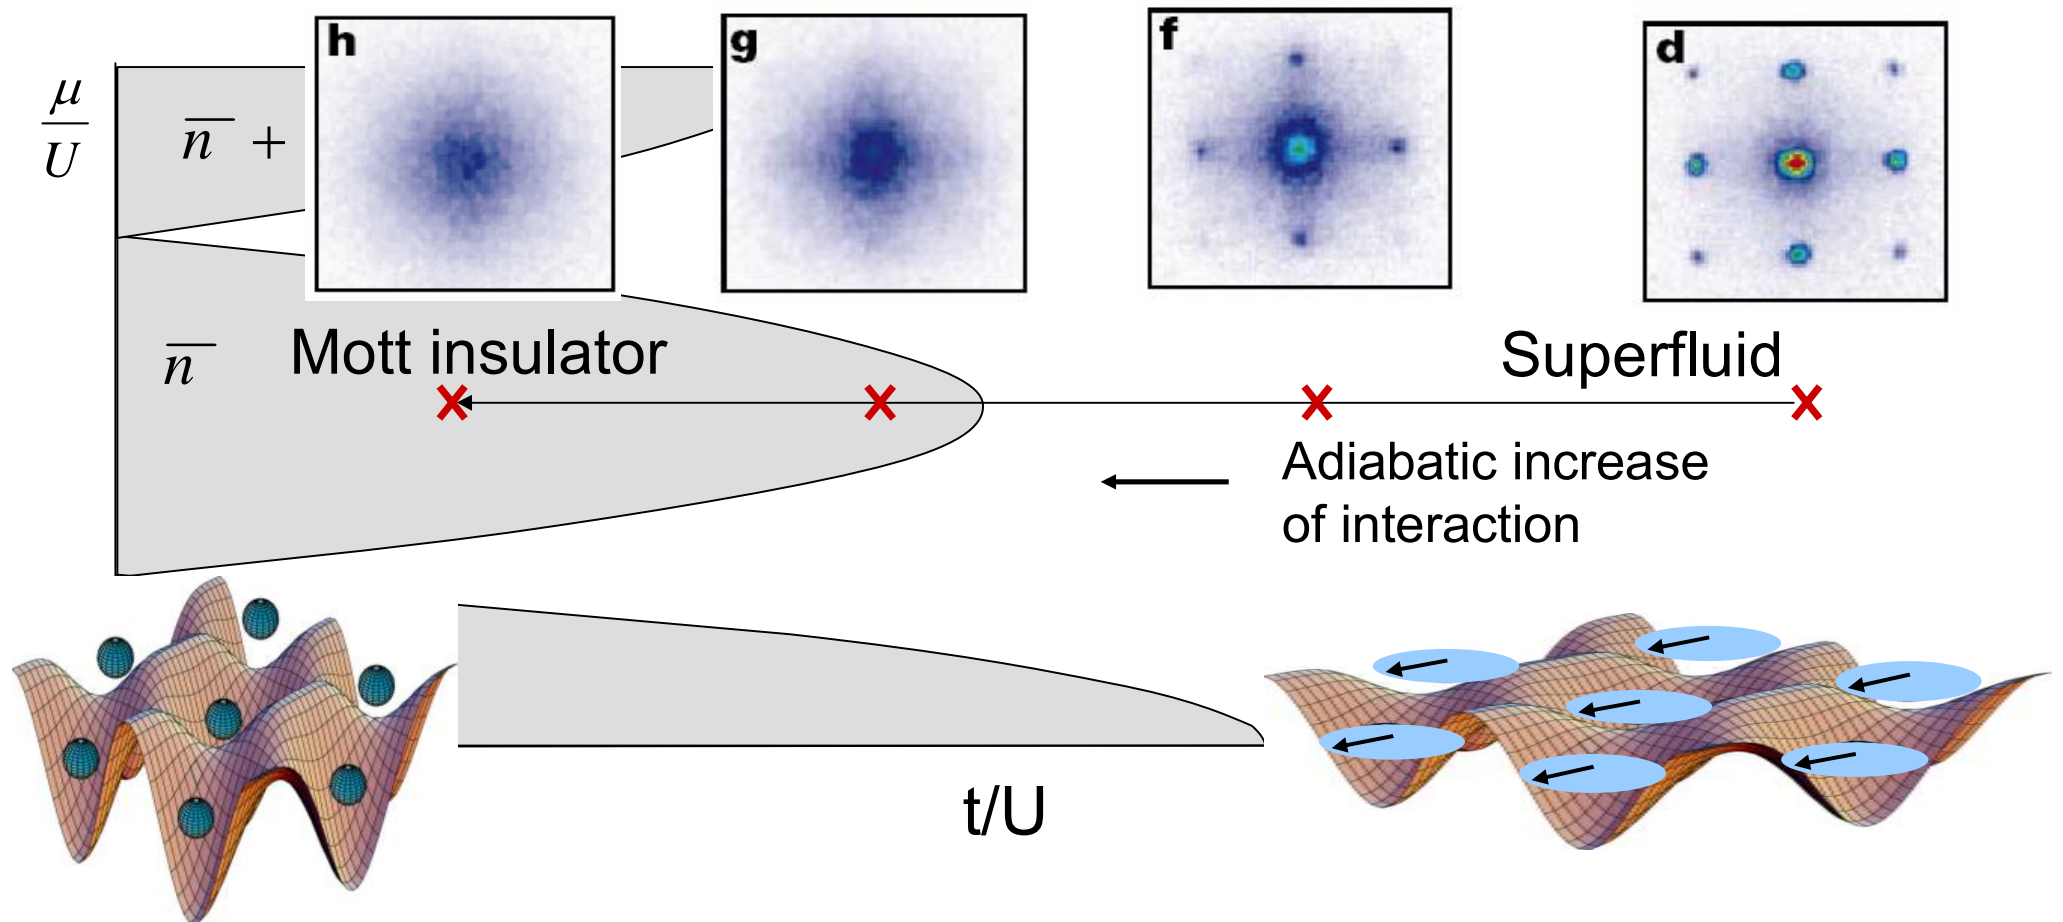 h
g
f
d
μ
U
n̅ +
n̅
Mott insulator
Superfluid
Adiabatic increase
of interaction
t/U